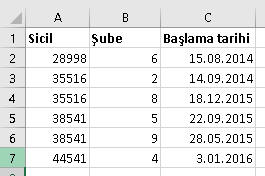 A B C
1 Sicil Şube Başlama tarihi
2 28998 6 15.08.2014
3 35516 2 14.09.2014
4 35516 8 18.12.2015
5 38541 5 22.09.2015
6 38541 9 28.05.2015
7 44541 4 3.01.2016